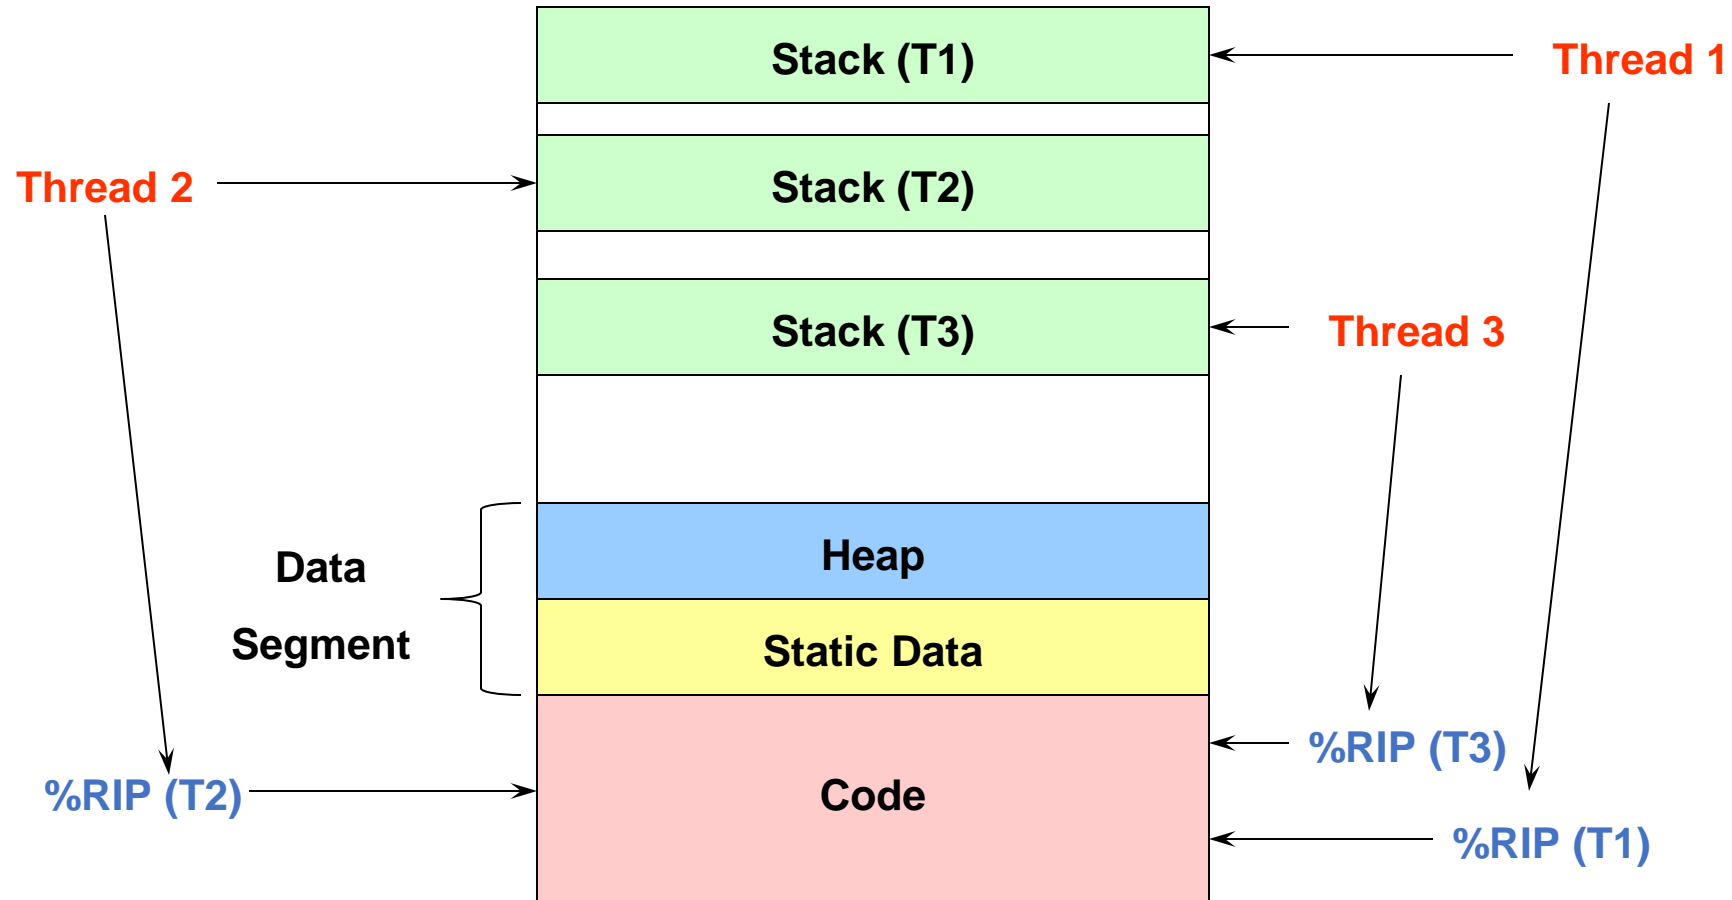 Stack (T1)
Thread 1
Thread 2
Stack (T2)
Stack (T3)
Thread 3
Data
Segment
Heap
Static Data
%RIP (T3)
%RIP (T2)
Code
%RIP (T1)